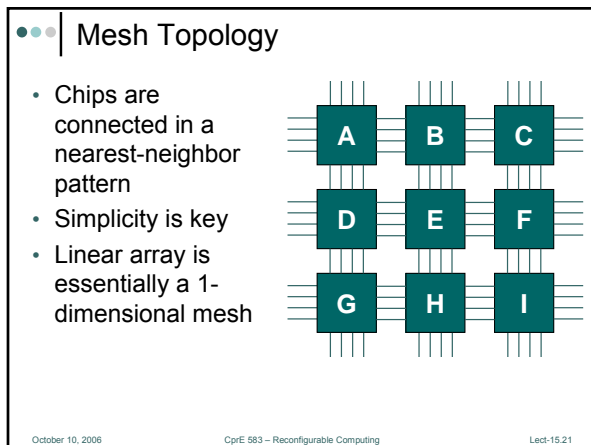 Mesh Topology
• Chips are
connected in a
nearest-neighbor
pattern
• Simplicity is key
• Linear array is
essentially a 1-
dimensional mesh
A B C
D E F
G H I
October 10, 2006 CprE 583 – Reconfigurable Computing Lect-15.21